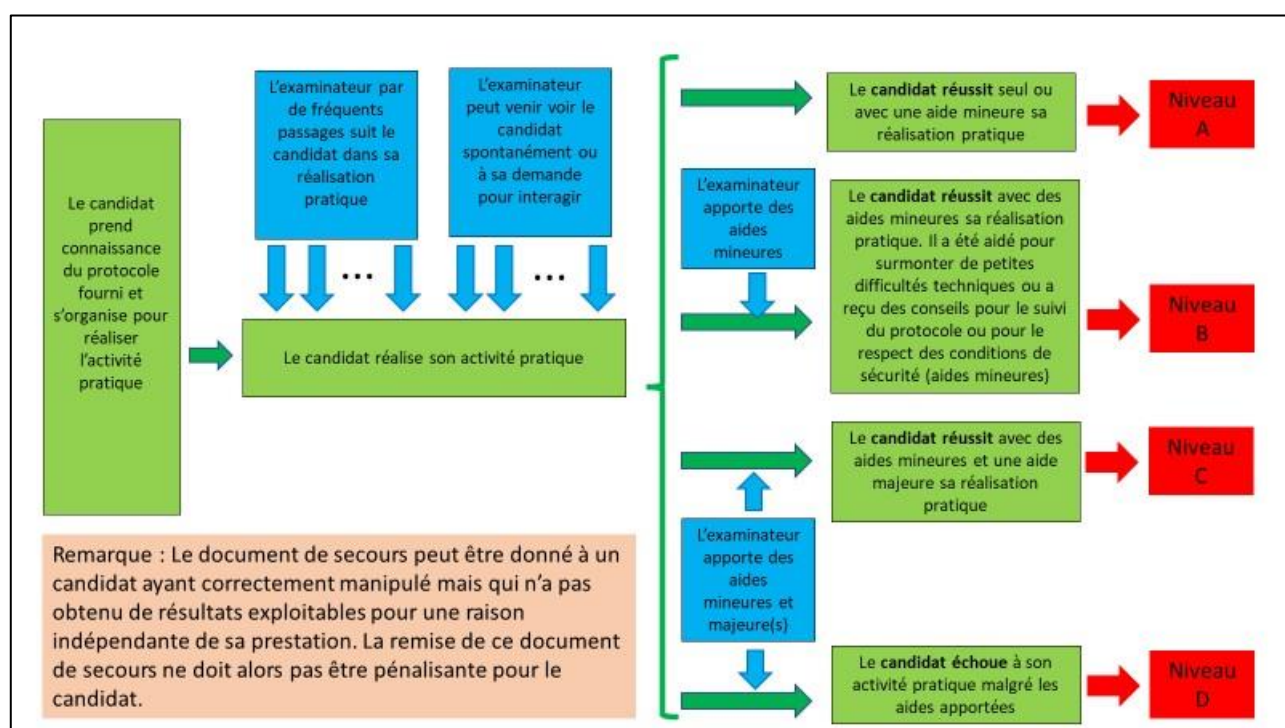 Le candidat
prend
connaissance
du protocole
fourni et
s'organise pour
réaliser
l'activité
pratique
L'examinateur par
de fréquents
passages suit le
candidat dans sa
réalisation
pratique
L'examinateur
peut venir voir le
candidat
spontanément ou
à sa demande
pour interagir
...
...
Le candidat réalise son activité pratique
Le candidat réussit seul ou
avec une aide mineure sa
réalisation pratique
Niveau
A
L'examinateur
apporte des
aides
mineures
Le candidat réussit avec des
aides mineures sa réalisation
pratique. Il a été aidé pour
surmonter de petites
difficultés techniques ou a
reçu des conseils pour le suivi
du protocole ou pour le
respect des conditions de
sécurité (aides mineures)
Niveau
B
Le candidat réussit avec des
aides mineures et une aide
majeure sa réalisation
pratique
Niveau
C
L'examinateur
apporte des
aides
mineures et
majeure(s)
Le candidat échoue à son
activité pratique malgré les
aides apportées
Niveau
D
Remarque : Le document de secours peut être donné à un
candidat ayant correctement manipulé mais qui n'a pas
obtenu de résultats exploitables pour une raison
indépendante de sa prestation. La remise de ce document
de secours ne doit alors pas être pénalisante pour le
candidat.